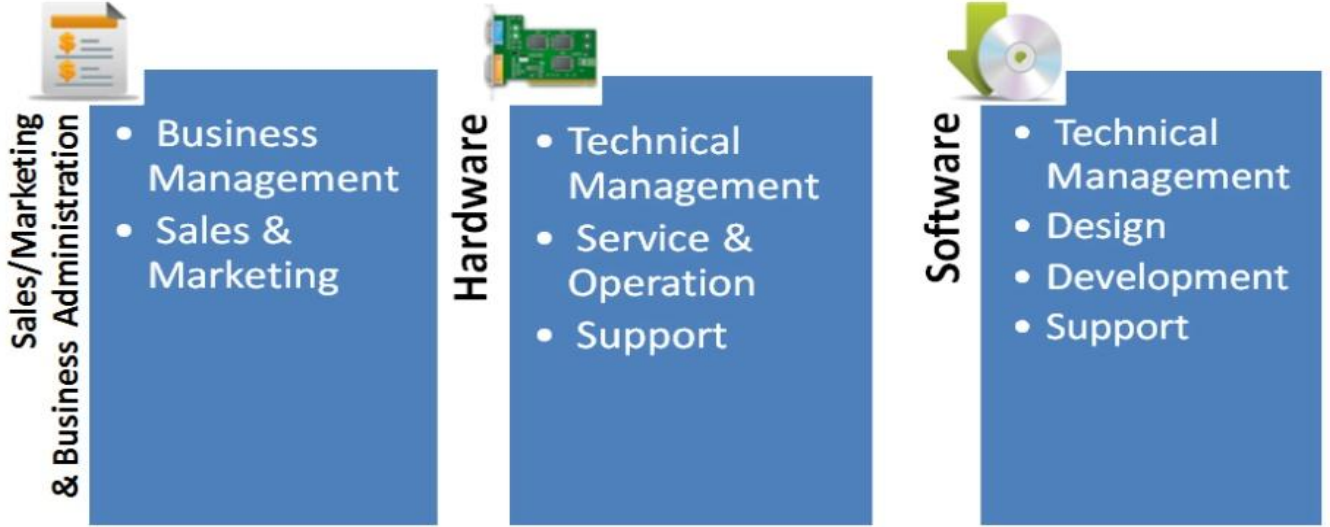 Sales/Marketing
& Business Administration
• Business
Management
• Sales &
Marketing
Hardware
• Technical
Management
• Service &
Operation
• Support
Software
• Technical
Management
• Design
• Development
• Support